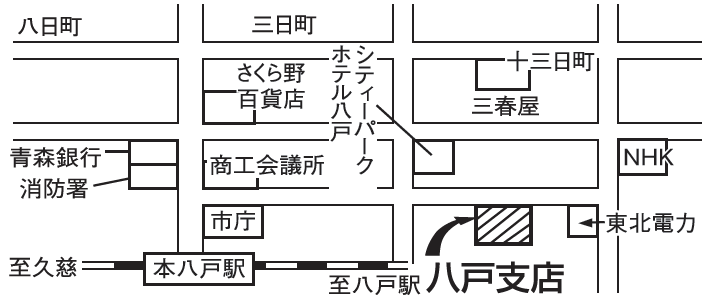 八日町
三日町
十三日町
さくら野
百貨店
シティーパーク
ホテル八戸
三春屋
青森銀行
消防署
商工会議所
NHK
市庁
東北電力
至久慈
本八戸駅
至八戸駅
八戸支店